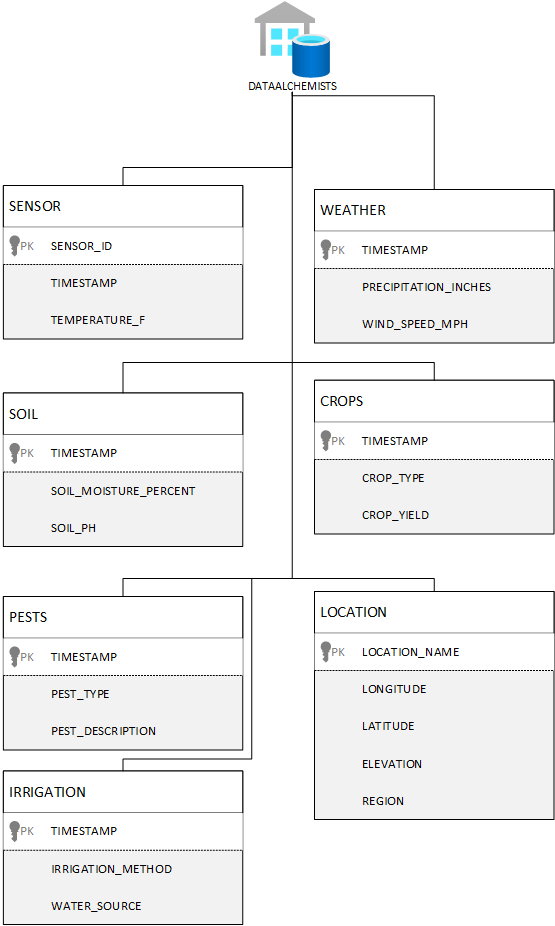 DATAALCHEMISTS
SENSOR
PK SENSOR_ID
TIMESTAMP
TEMPERATURE_F
WEATHER
PK TIMESTAMP
PRECIPITATION_INCHES
WIND_SPEED_MPH
SOIL
PK TIMESTAMP
SOIL_MOISTURE_PERCENT
SOIL_PH
CROPS
PK TIMESTAMP
CROP_TYPE
CROP_YIELD
PESTS
PK TIMESTAMP
PEST_TYPE
PEST_DESCRIPTION
LOCATION
PK LOCATION_NAME
LONGITUDE
LATITUDE
ELEVATION
REGION
IRRIGATION
PK TIMESTAMP
IRRIGATION_METHOD
WATER_SOURCE